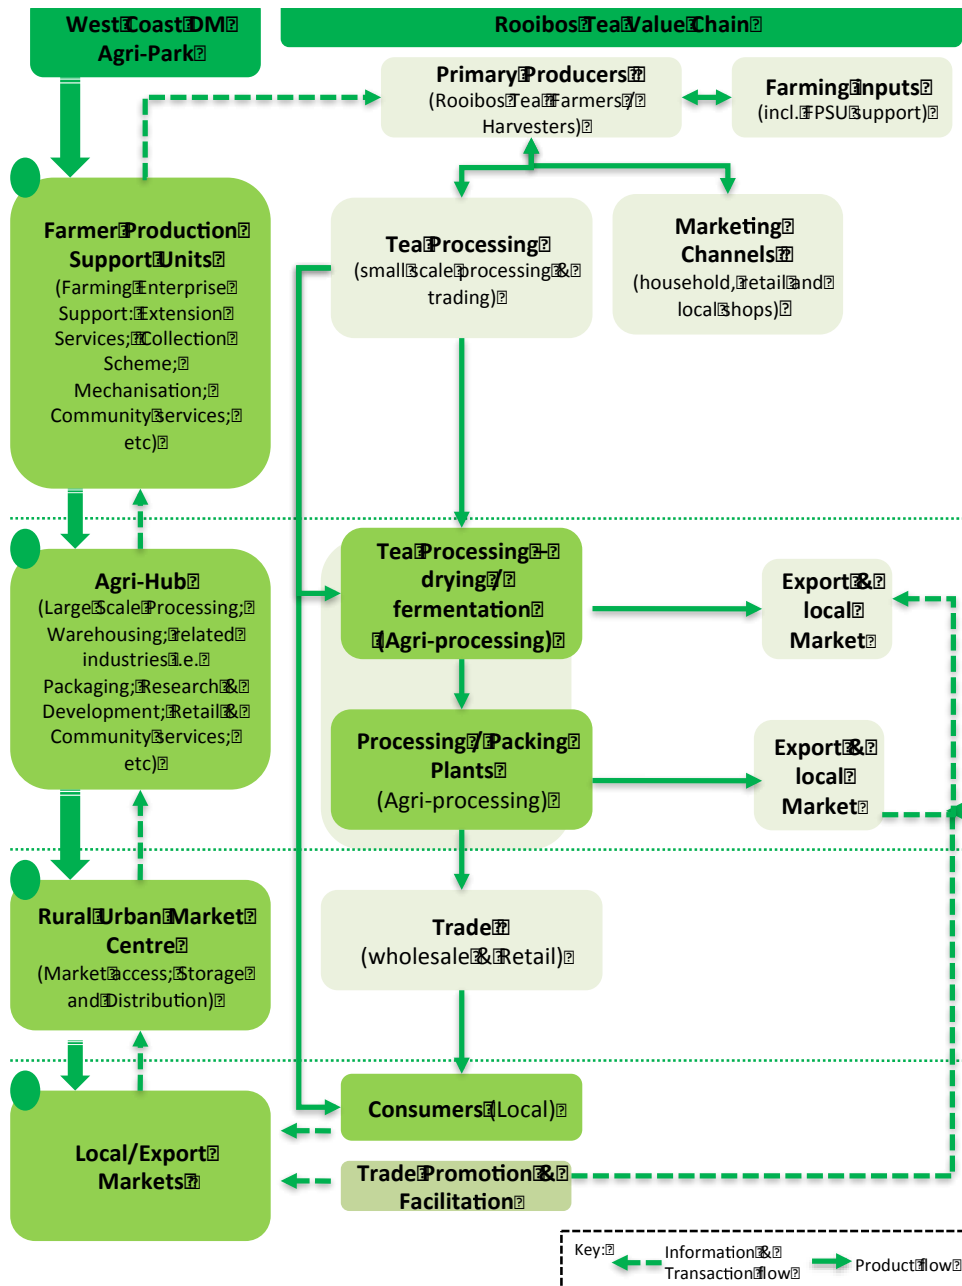 West Coast DM
Agri-Park
Rooibos Tea Value Chain
Primary Producers
(Rooibos Tea Farmers /
Harvesters)
Farming inputs
(incl. FPSU support)
Farmer Production
Support Units
(Farming Enterprise
Support: Extension
Services; Collection
Scheme;
Mechanisation;
Community services;
etc)
Tea Processing
(small scale processing &
trading)
Marketing
Channels
(household, retail and
local shops)
Agri-Hub
(Large Scale Processing;
Warehousing; related
industries i.e.
Packaging; Research &
Development; Retail &
Community services;
etc)
Tea Processing –
drying /
fermentation
(Agri-processing)
Export &
local
Market
Processing / Packing
Plants
(Agri-processing)
Export &
local
Market
Rural Urban Market
Centre
(Market access; Storage
and Distribution)
Trade
(wholesale & Retail)
Local/Export
Markets
Consumers (Local)
Trade Promotion &
Facilitation
Key:
Information &
Transaction flow
Product flow